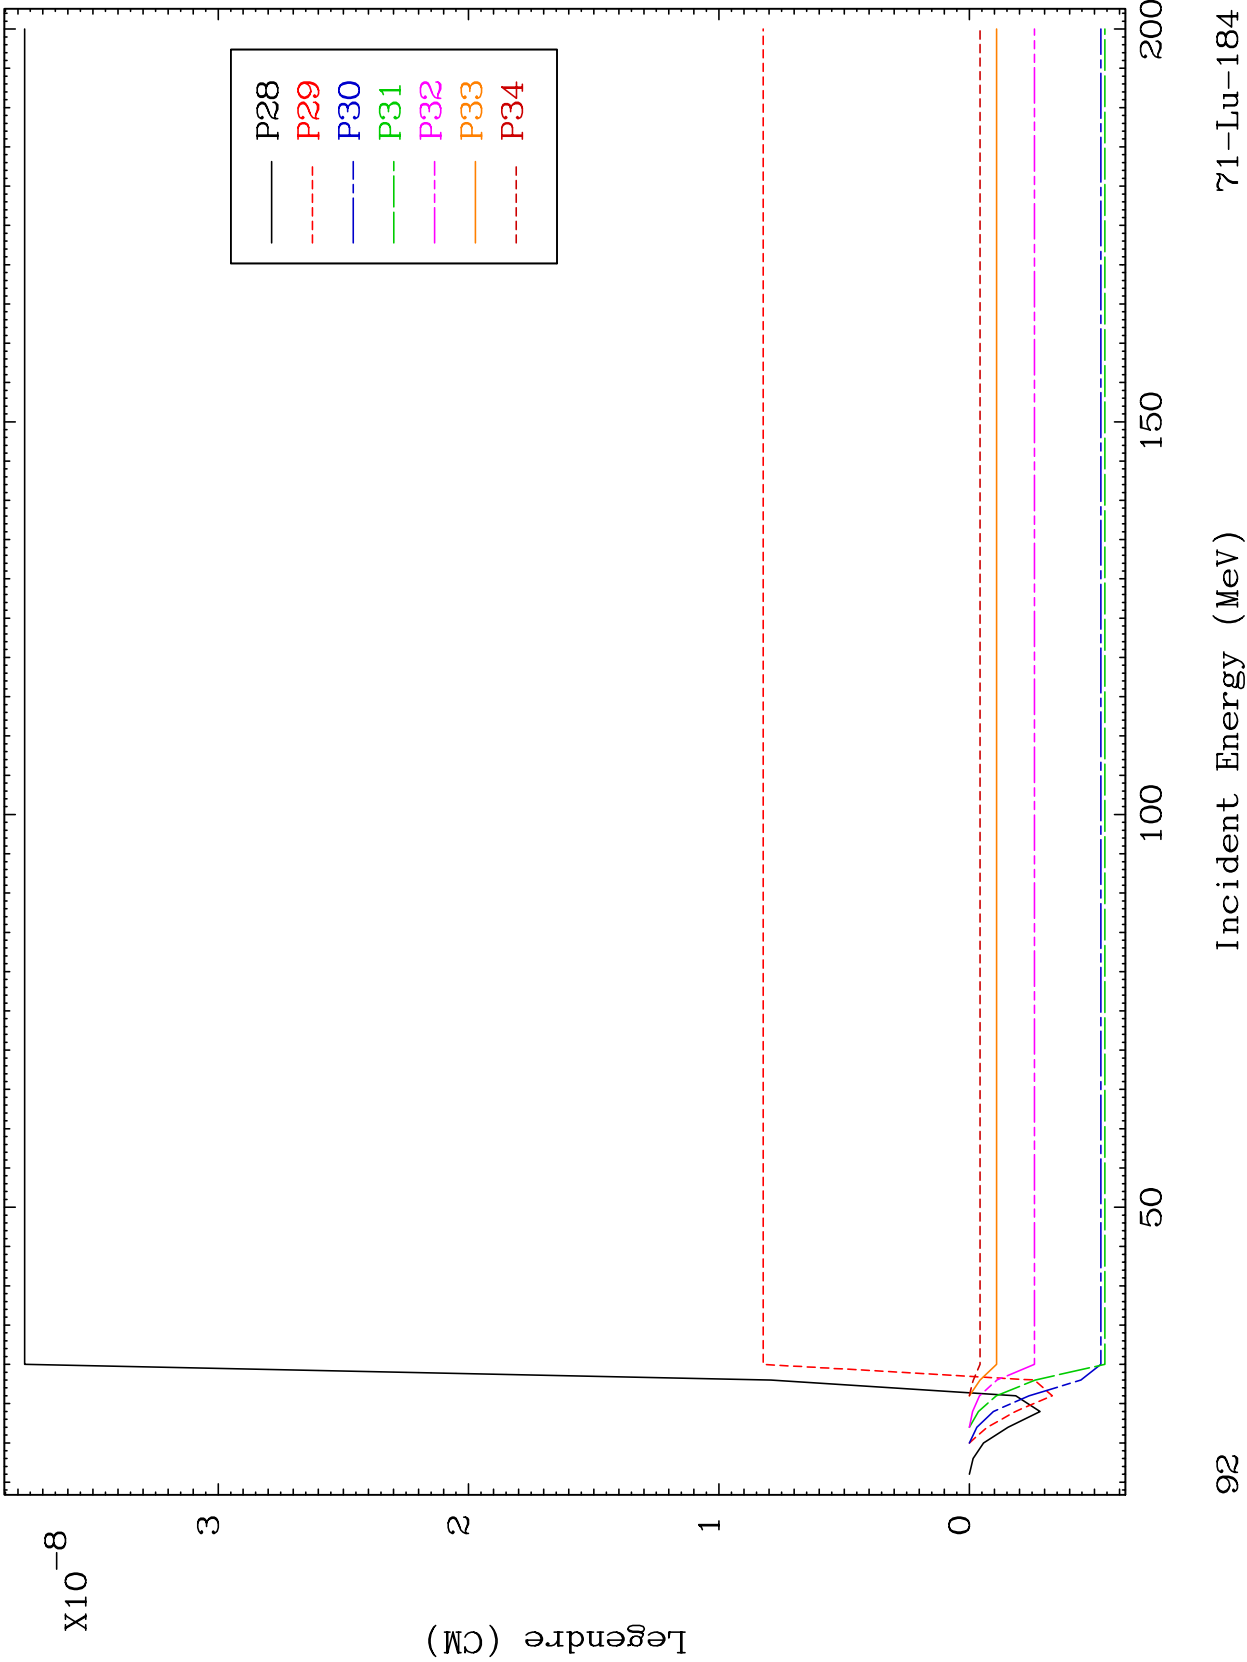 X10-8
3
2
1
0
Legendre (CM)
P28
P29
P30
P31
P32
P33
P34
50
100
150
200
Incident Energy (MeV)
92
71-Lu-184